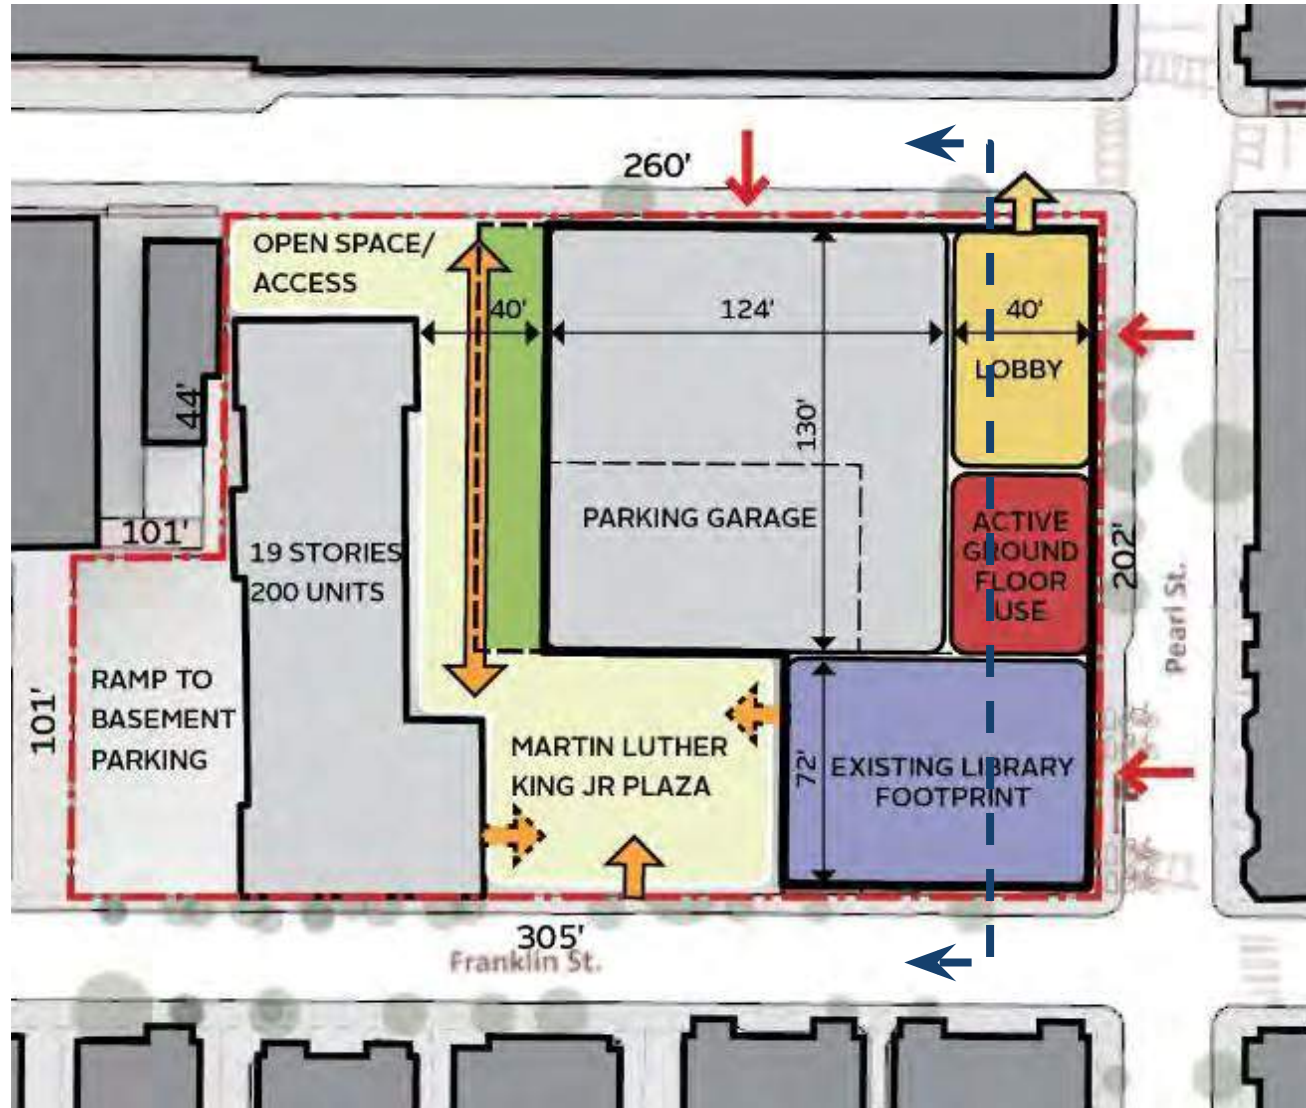 260'
OPEN SPACE/
ACCESS
40'
124'
40'
LOBBY
44'
130'
PARKING GARAGE
ACTIVE
GROUND
FLOOR
USE
202'
Pearl St.
101'
19 STORIES
200 UNITS
RAMP TO
BASEMENT
PARKING
101'
MARTIN LUTHER
KING JR PLAZA
72'
EXISTING LIBRARY
FOOTPRINT
305'
Franklin St.